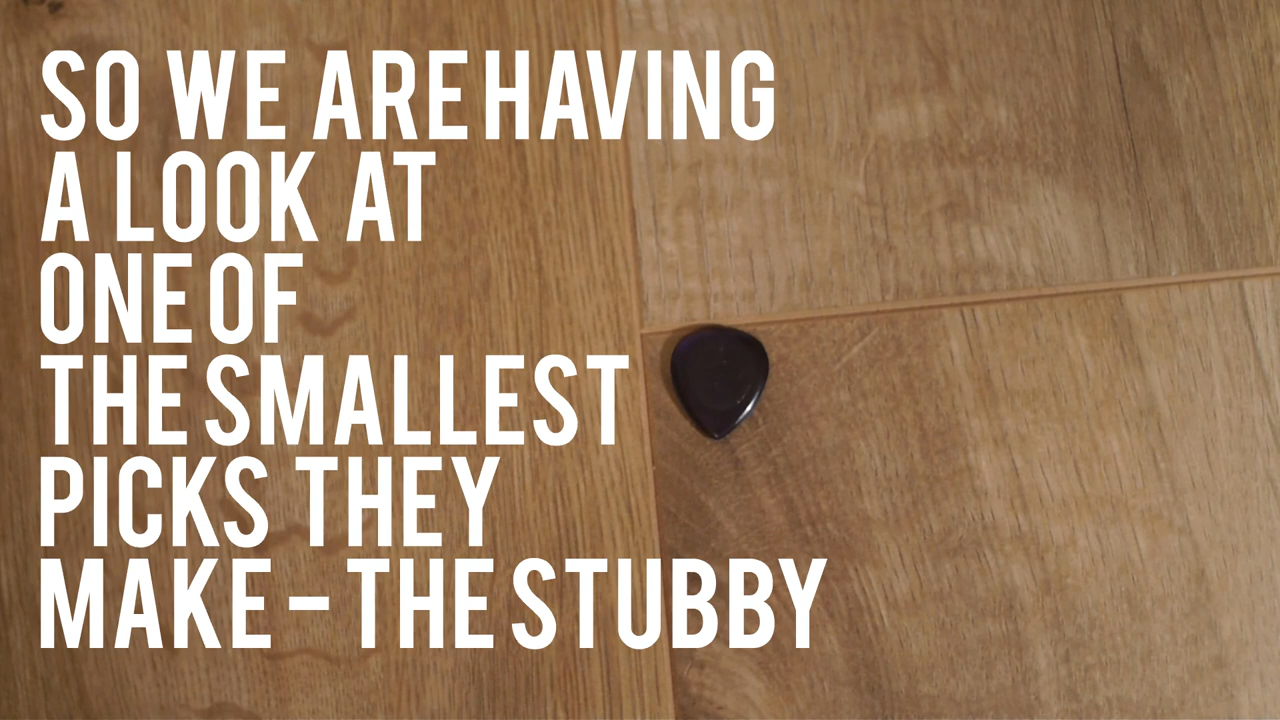 SO WE ARE HAVING
A LOOK AT
ONE OF
THE SMALLEST
PICKS THEY
MAKE - THE STUBBY